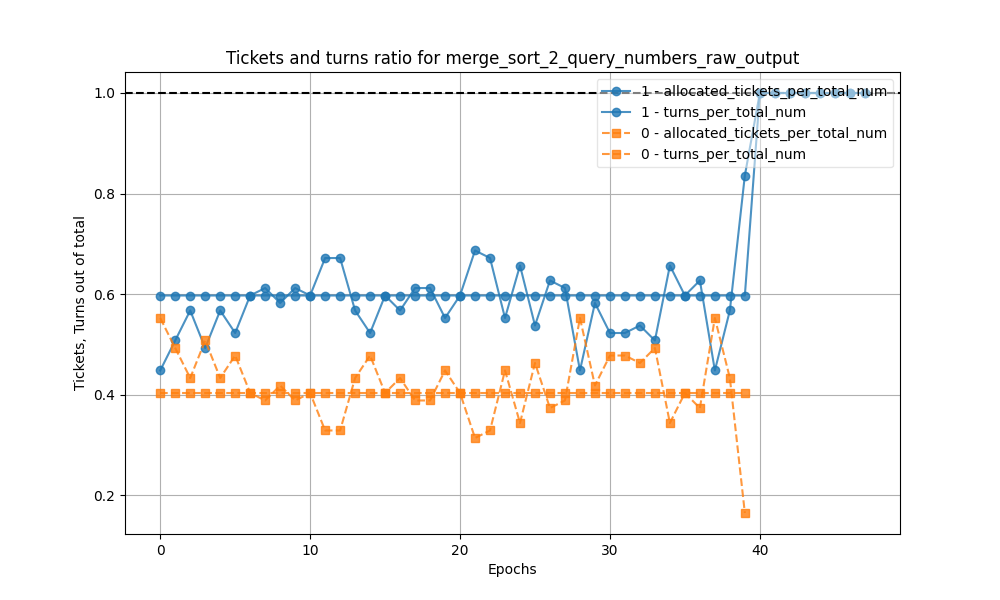 Tickets and turns ratio for merge_sort_2_query_numbers_raw_output
1 - allocated_tickets_per_total_num
1 - turns_per_total_num
0 - allocated_tickets_per_total_num
0 - turns_per_total_num
Tickets, Turns out of total
1.0
0.8
0.6
0.4
0.2
0 10 20 30 40
Epochs